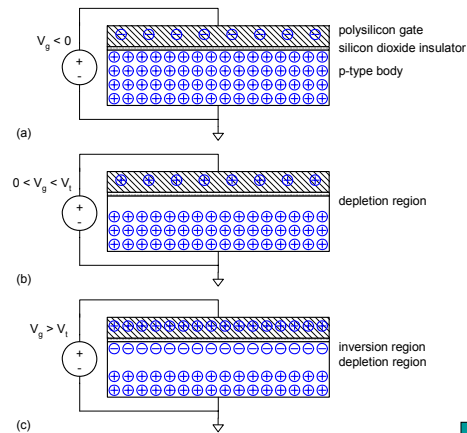 polysilicon gate
V_g < 0
silicon dioxide insulator
+
-
p-type body
(a)
0 < V_g < V_t
+
-
depletion region
(b)
V_g > V_t
+
-
inversion region
depletion region
(c)